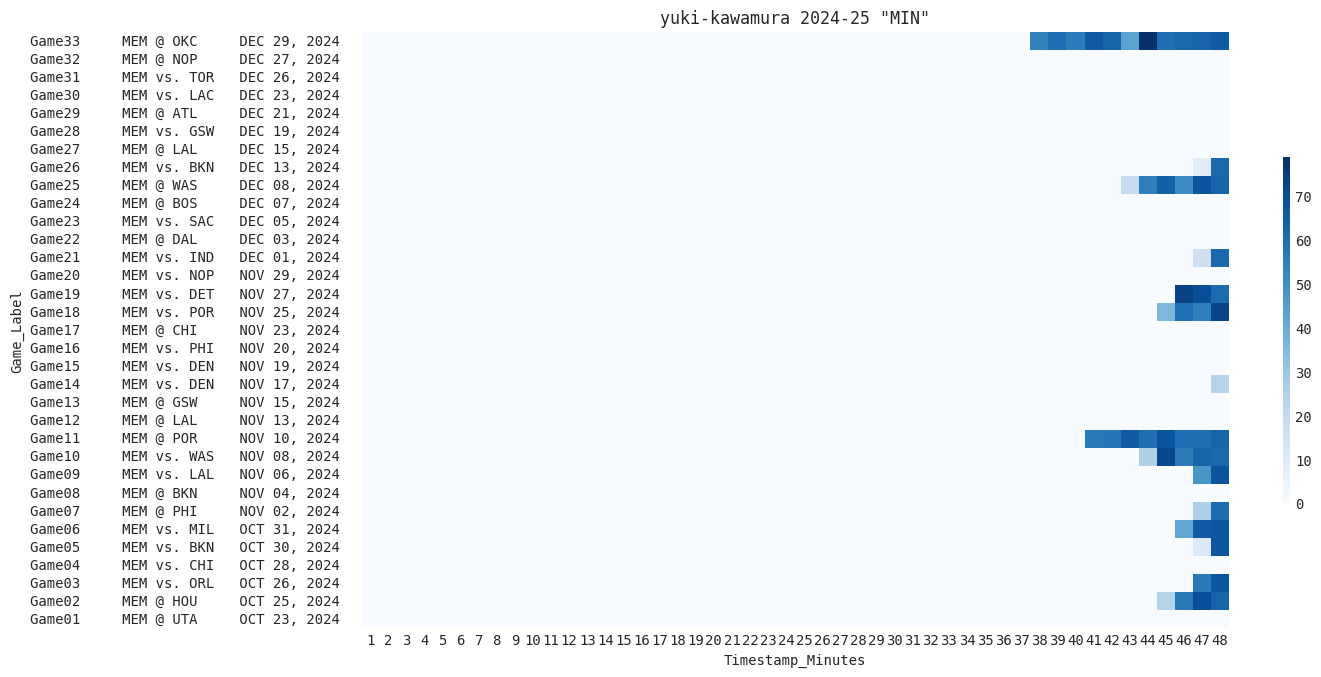 yuki-kawamura 2024-25 "MIN"
Game33 MEM @ OKC DEC 29, 2024
Game32 MEM @ NOP DEC 27, 2024
Game31 MEM vs. TOR DEC 26, 2024
Game30 MEM vs. LAC DEC 23, 2024
Game29 MEM @ ATL DEC 21, 2024
Game28 MEM vs. GSW DEC 19, 2024
Game27 MEM @ LAL DEC 15, 2024
Game26 MEM vs. BKN DEC 13, 2024
Game25 MEM @ WAS DEC 08, 2024
Game24 MEM @ BOS DEC 07, 2024
Game23 MEM vs. SAC DEC 05, 2024
Game22 MEM @ DAL DEC 03, 2024
Game21 MEM vs. IND DEC 01, 2024
Game20 MEM vs. NOP NOV 29, 2024
Game19 MEM vs. DET NOV 27, 2024
Game18 MEM vs. POR NOV 25, 2024
Game17 MEM @ CHI NOV 23, 2024
Game16 MEM vs. PHI NOV 20, 2024
Game15 MEM vs. DEN NOV 19, 2024
Game14 MEM vs. DEN NOV 17, 2024
Game13 MEM @ GSW NOV 15, 2024
Game12 MEM @ LAL NOV 13, 2024
Game11 MEM @ POR NOV 10, 2024
Game10 MEM vs. WAS NOV 08, 2024
Game09 MEM vs. LAL NOV 06, 2024
Game08 MEM @ BKN NOV 04, 2024
Game07 MEM @ PHI NOV 02, 2024
Game06 MEM vs. MIL OCT 31, 2024
Game05 MEM vs. BKN OCT 30, 2024
Game04 MEM vs. CHI OCT 28, 2024
Game03 MEM vs. ORL OCT 26, 2024
Game02 MEM @ HOU OCT 25, 2024
Game01 MEM @ UTA OCT 23, 2024
Game_Label
1 2 3 4 5 6 7 8 9 10 11 12 13 14 15 16 17 18 19 20 21 22 23 24 25 26 27 28 29 30 31 32 33 34 35 36 37 38 39 40 41 42 43 44 45 46 47 48
Timestamp_Minutes
70
60
50
40
30
20
10
0